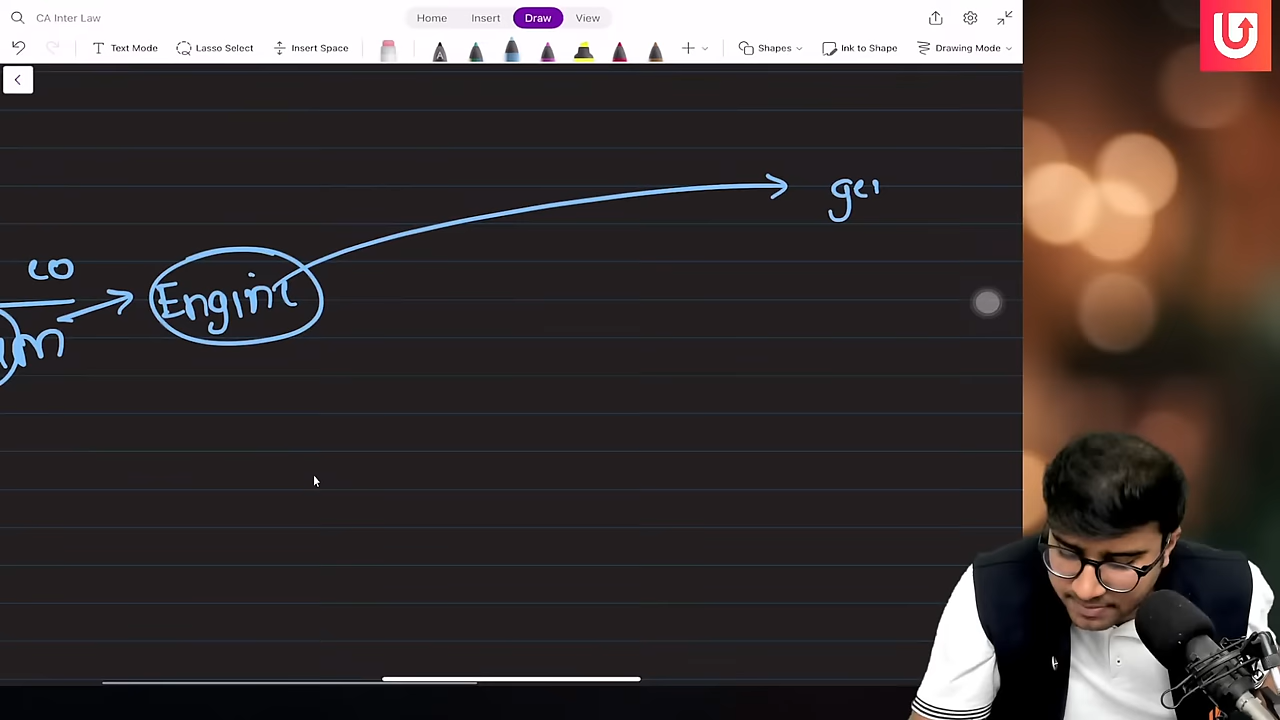 CA Inter Law
Home Insert Draw View
Text Mode Lasso Select Insert Space Shapes Ink to Shape Drawing Mode
co
Engine